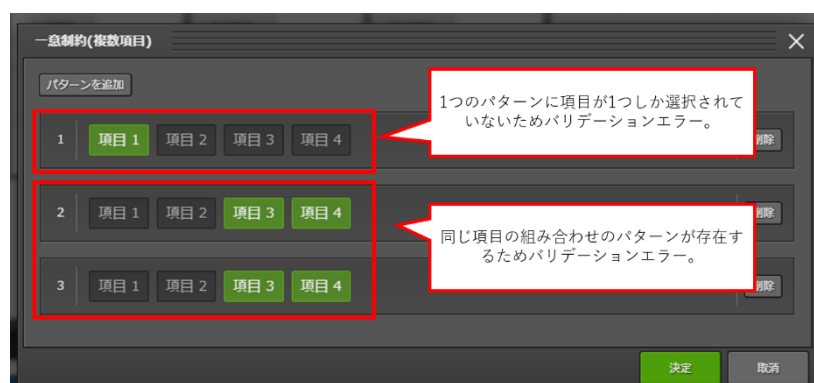 一意制約(複数項目)
パターンを追加
1つのパターンに項目が1つしか選択されて
いないためバリデーションエラー。
1 項目 1 項目 2 項目 3 項目 4 削除
2 項目 1 項目 2 項目 3 項目 4 削除
同じ項目の組み合わせのパターンが存在す
るためバリデーションエラー。
3 項目 1 項目 2 項目 3 項目 4 削除
決定 取消